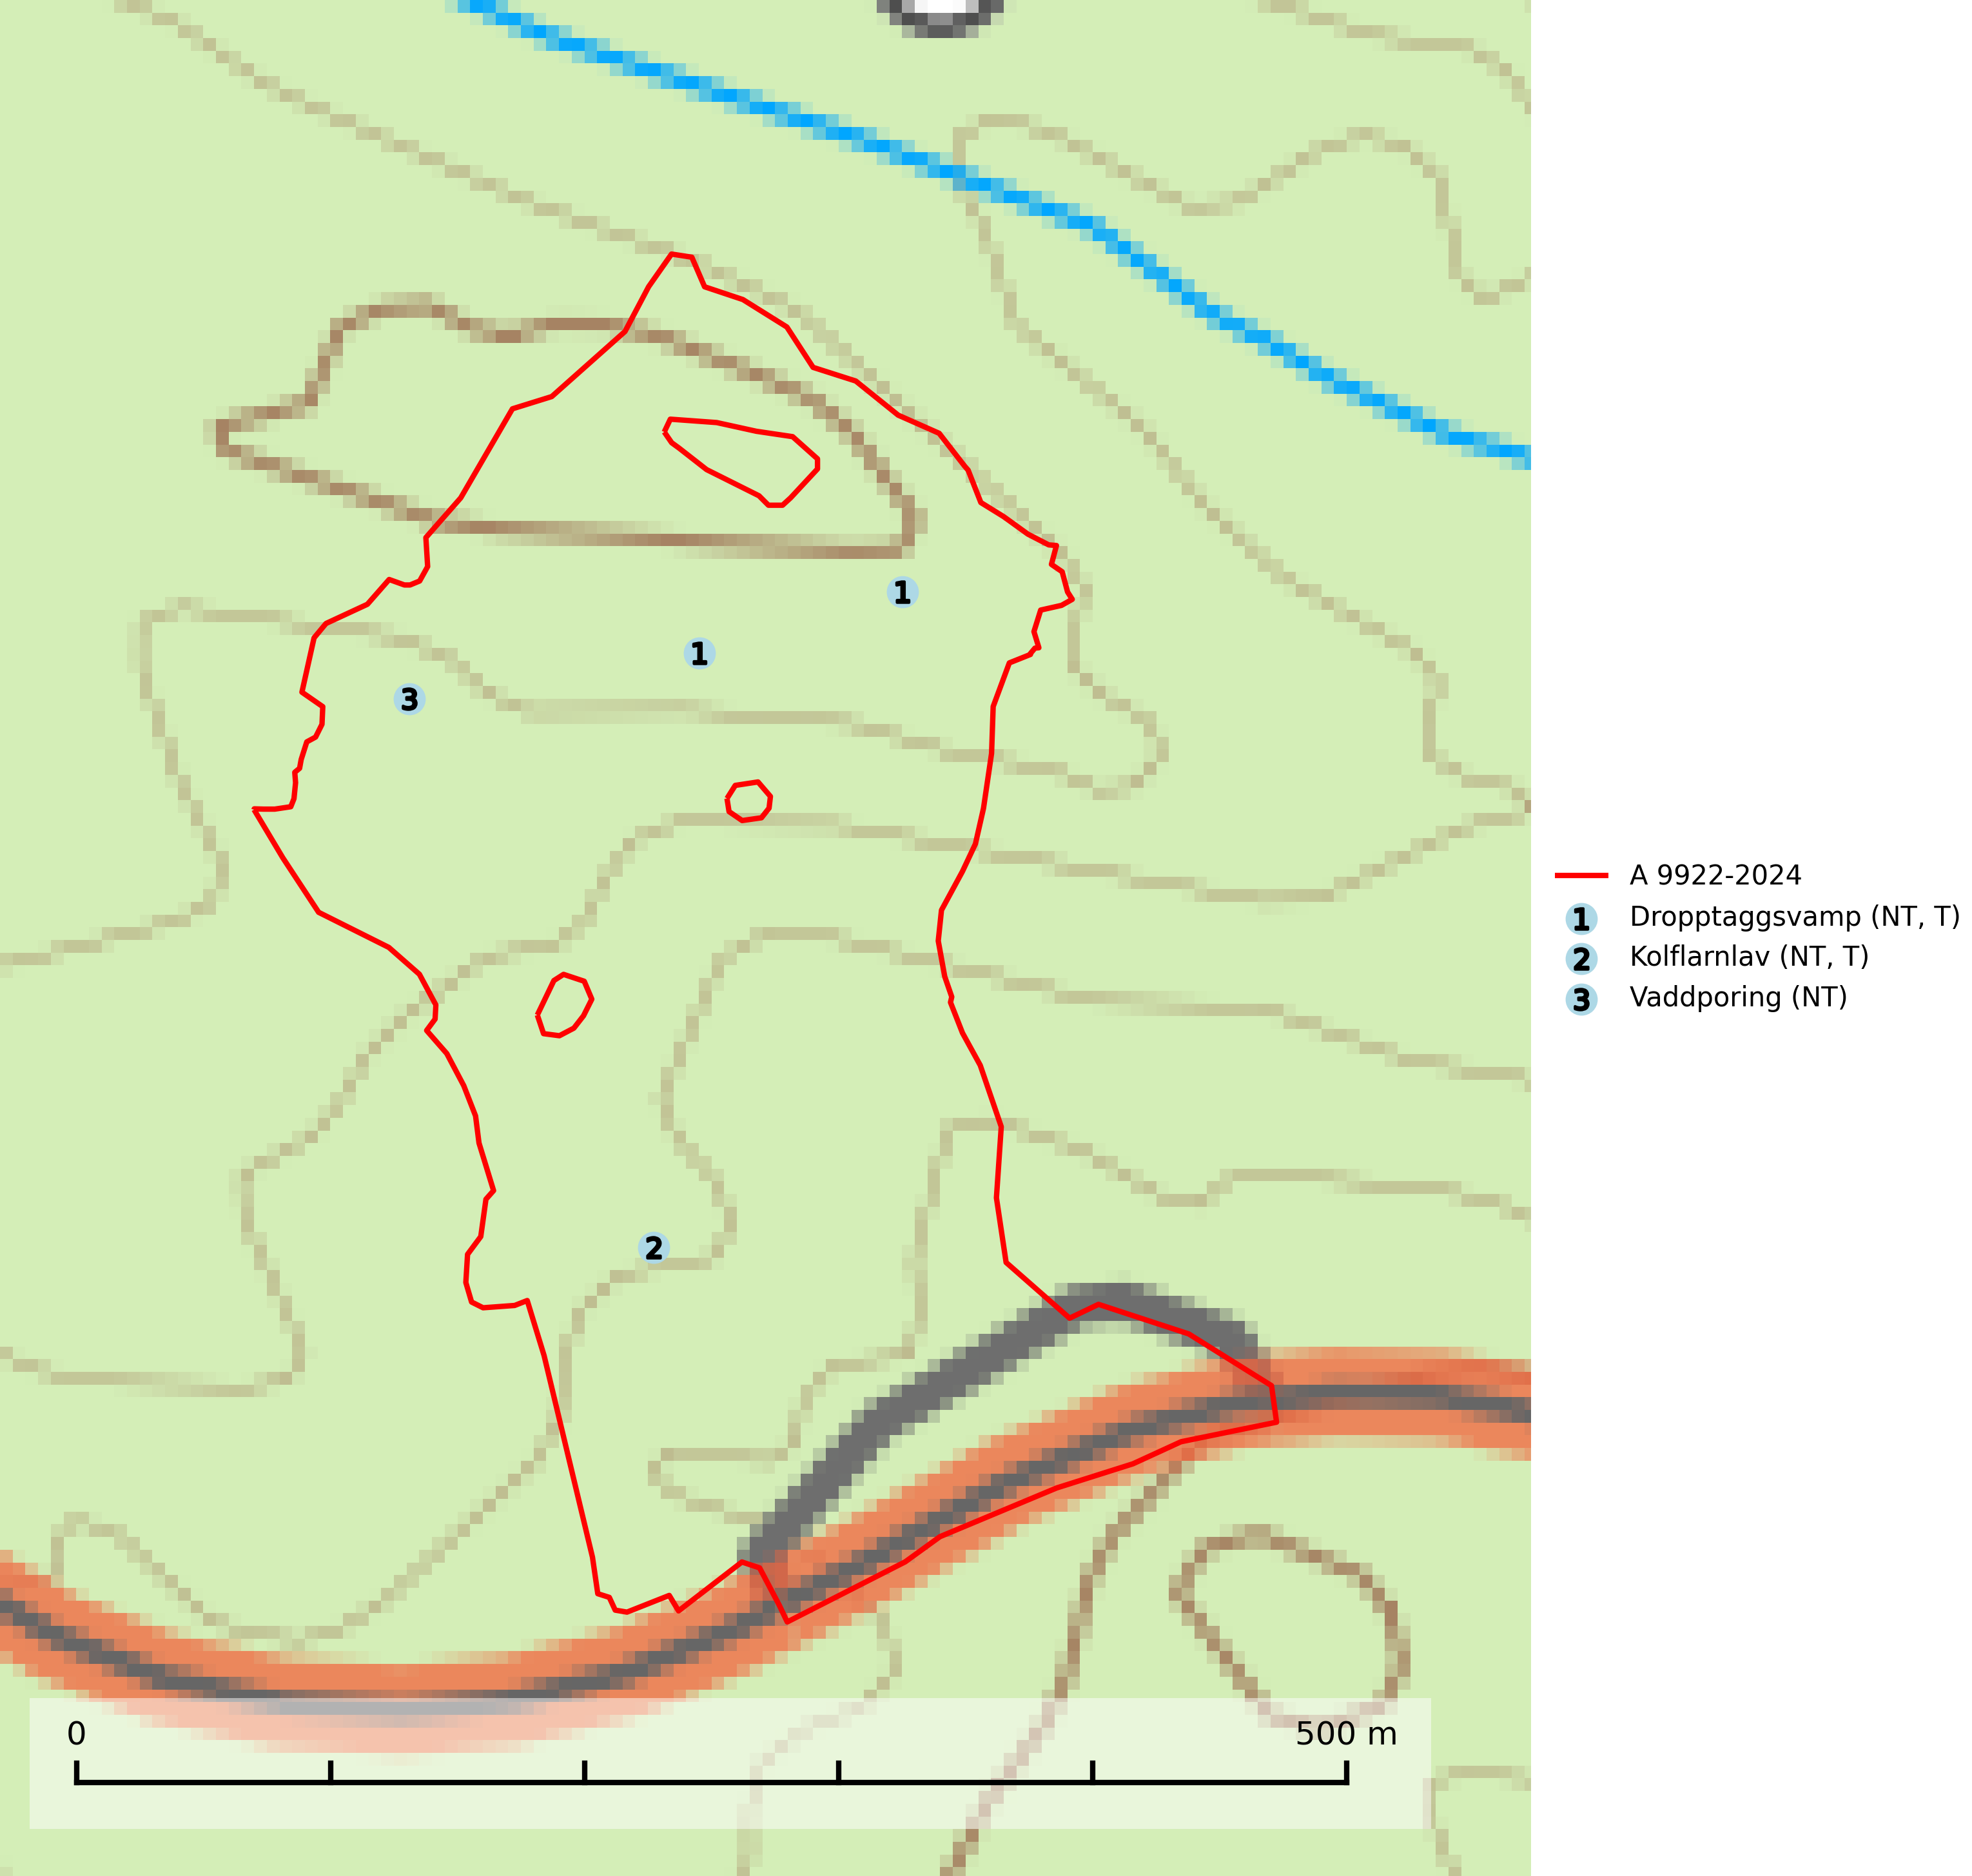 1
1
3
2
0 500 m
A 9922-2024
1 Dropptaggsvamp (NT, T)
2 Kolflarnlav (NT, T)
3 Vaddporing (NT)